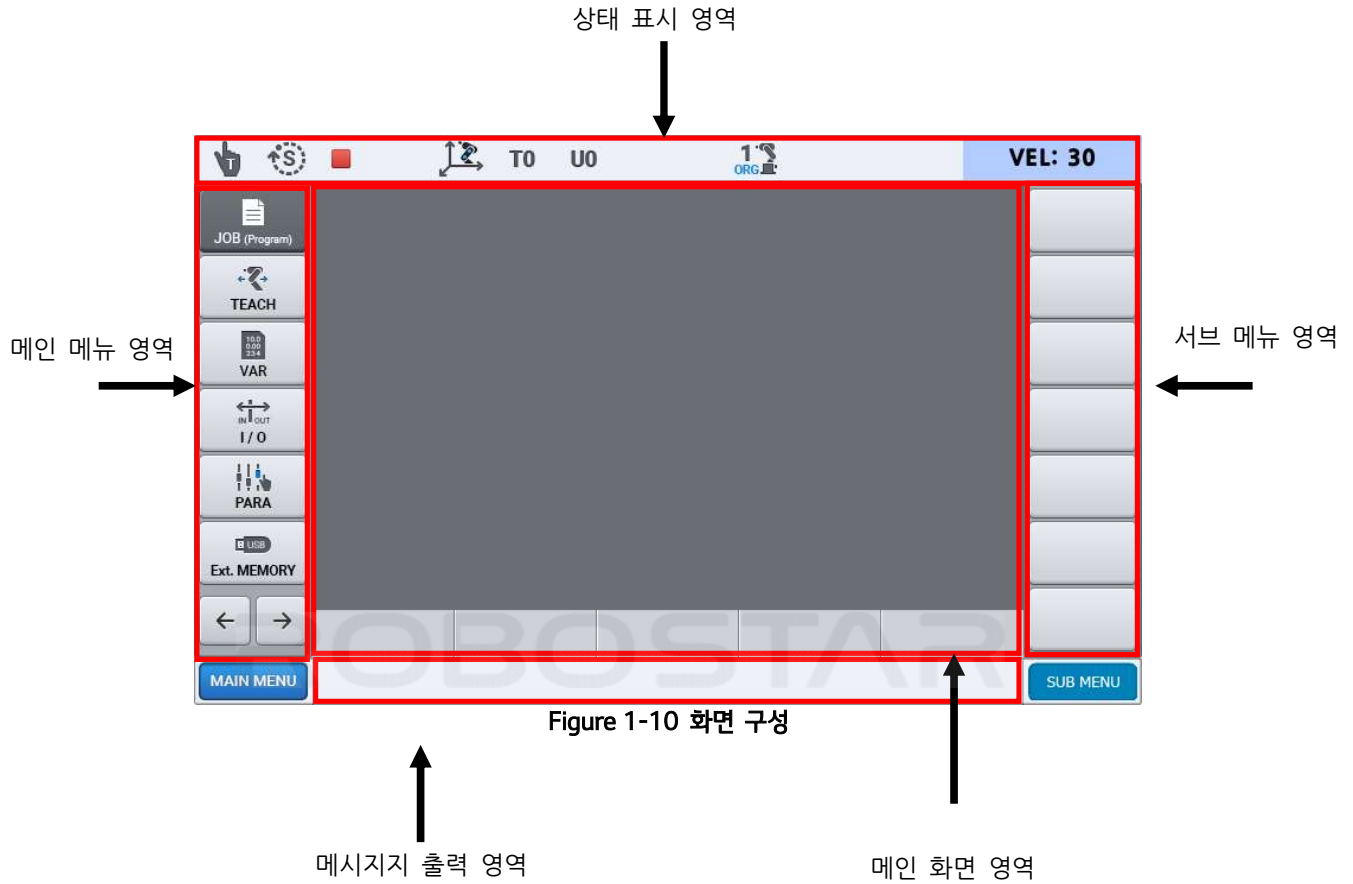 상태 표시 영역
T
S
T0 U0
1
ORG
VEL: 30
JOB (Program)
TEACH
10.0
0.00
234
VAR
IN OUT
I / O
PARA
USB
Ext. MEMORY
← →
메인 메뉴 영역
서브 메뉴 영역
ROBOSTAR
MAIN MENU
SUB MENU
Figure 1-10 화면 구성
메시지지 출력 영역
메인 화면 영역